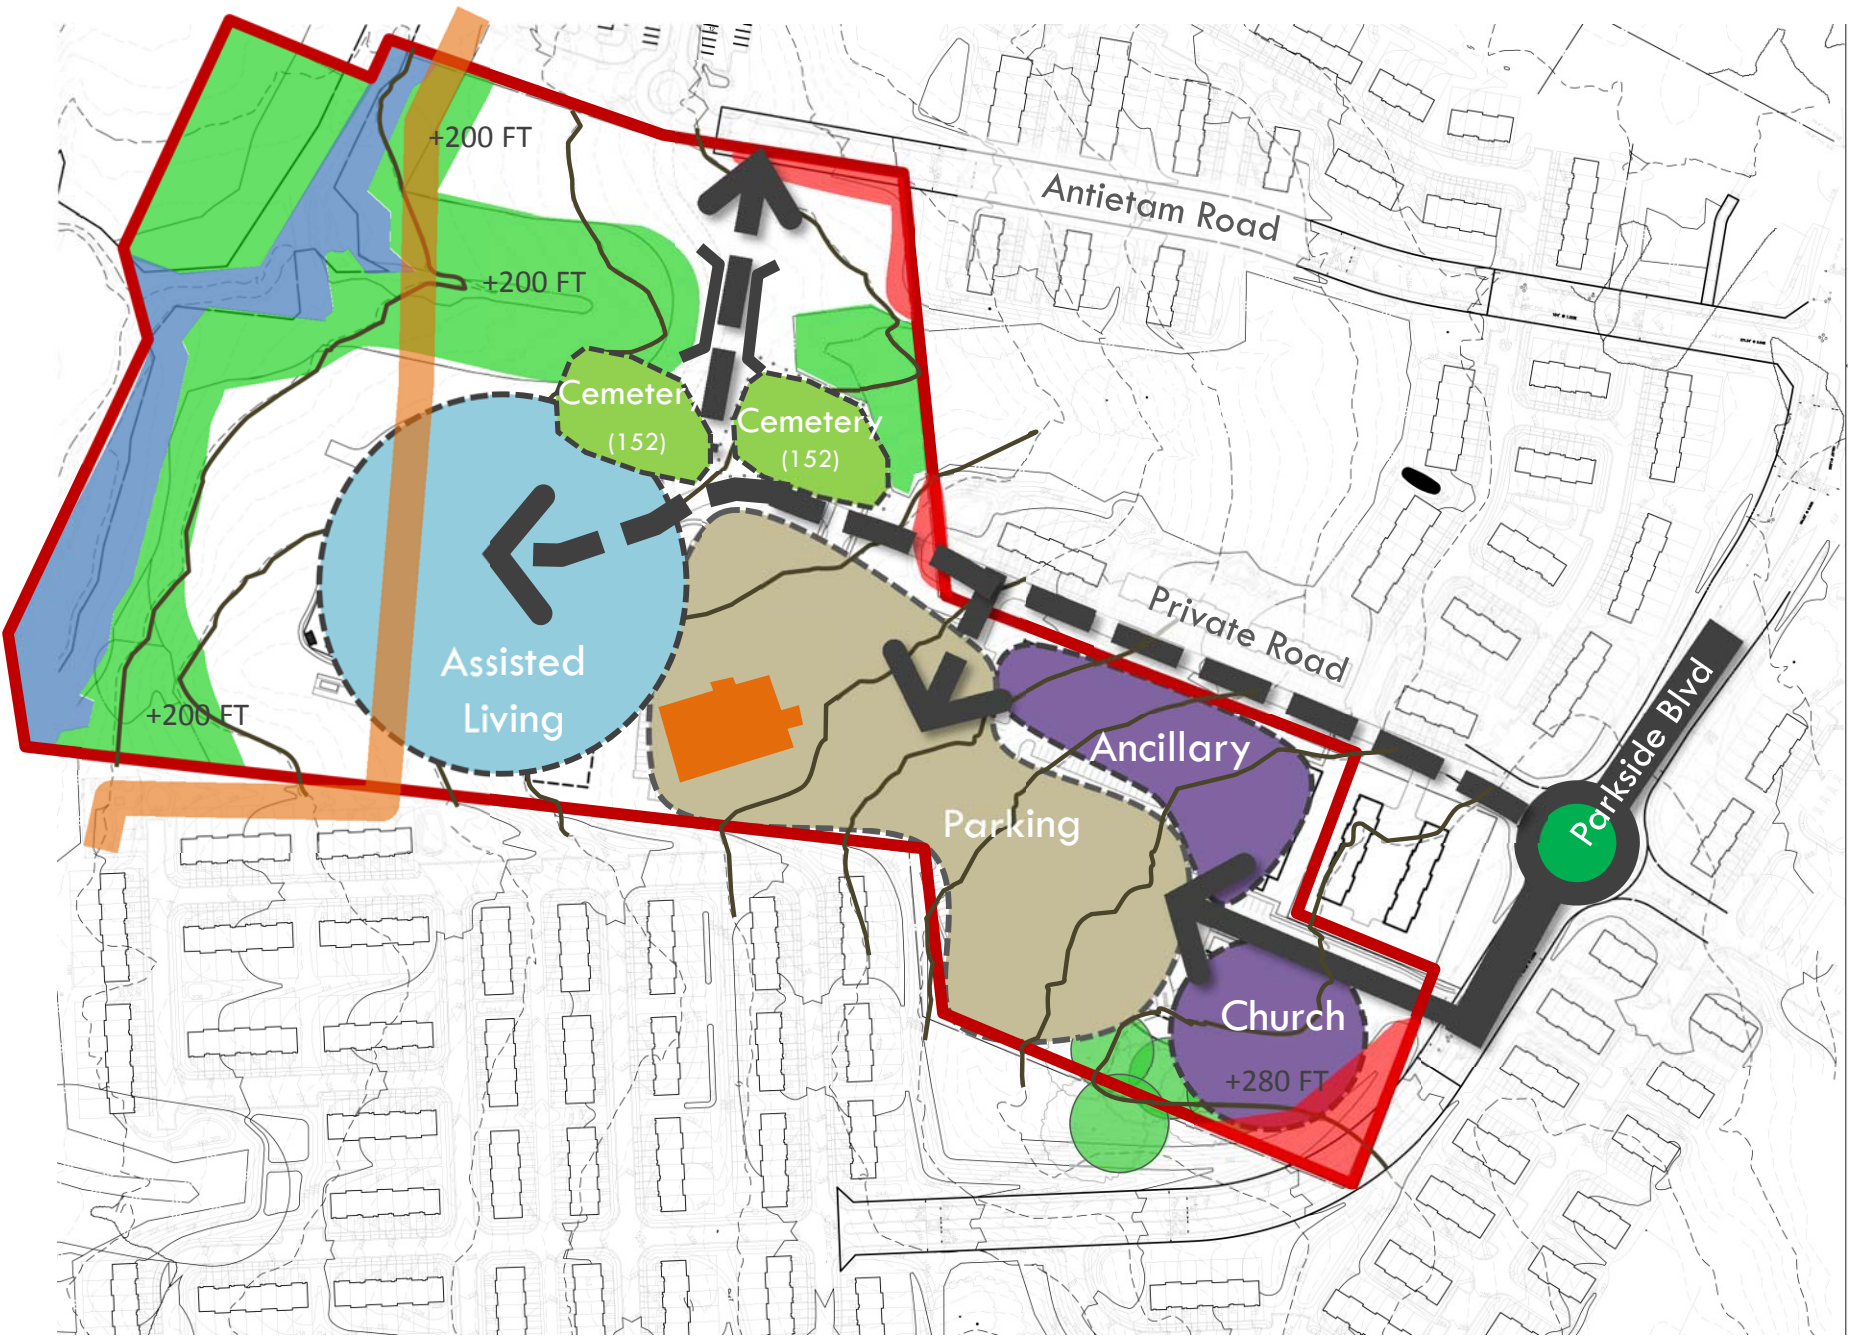 +200 FT
Antietam Road
+200 FT
Cemeter
(152)
Cemetery
(152)
Private Road
Assisted
Living
+200 FT
Parkside Blvd
Ancillary
Parking
Church
+280 FT